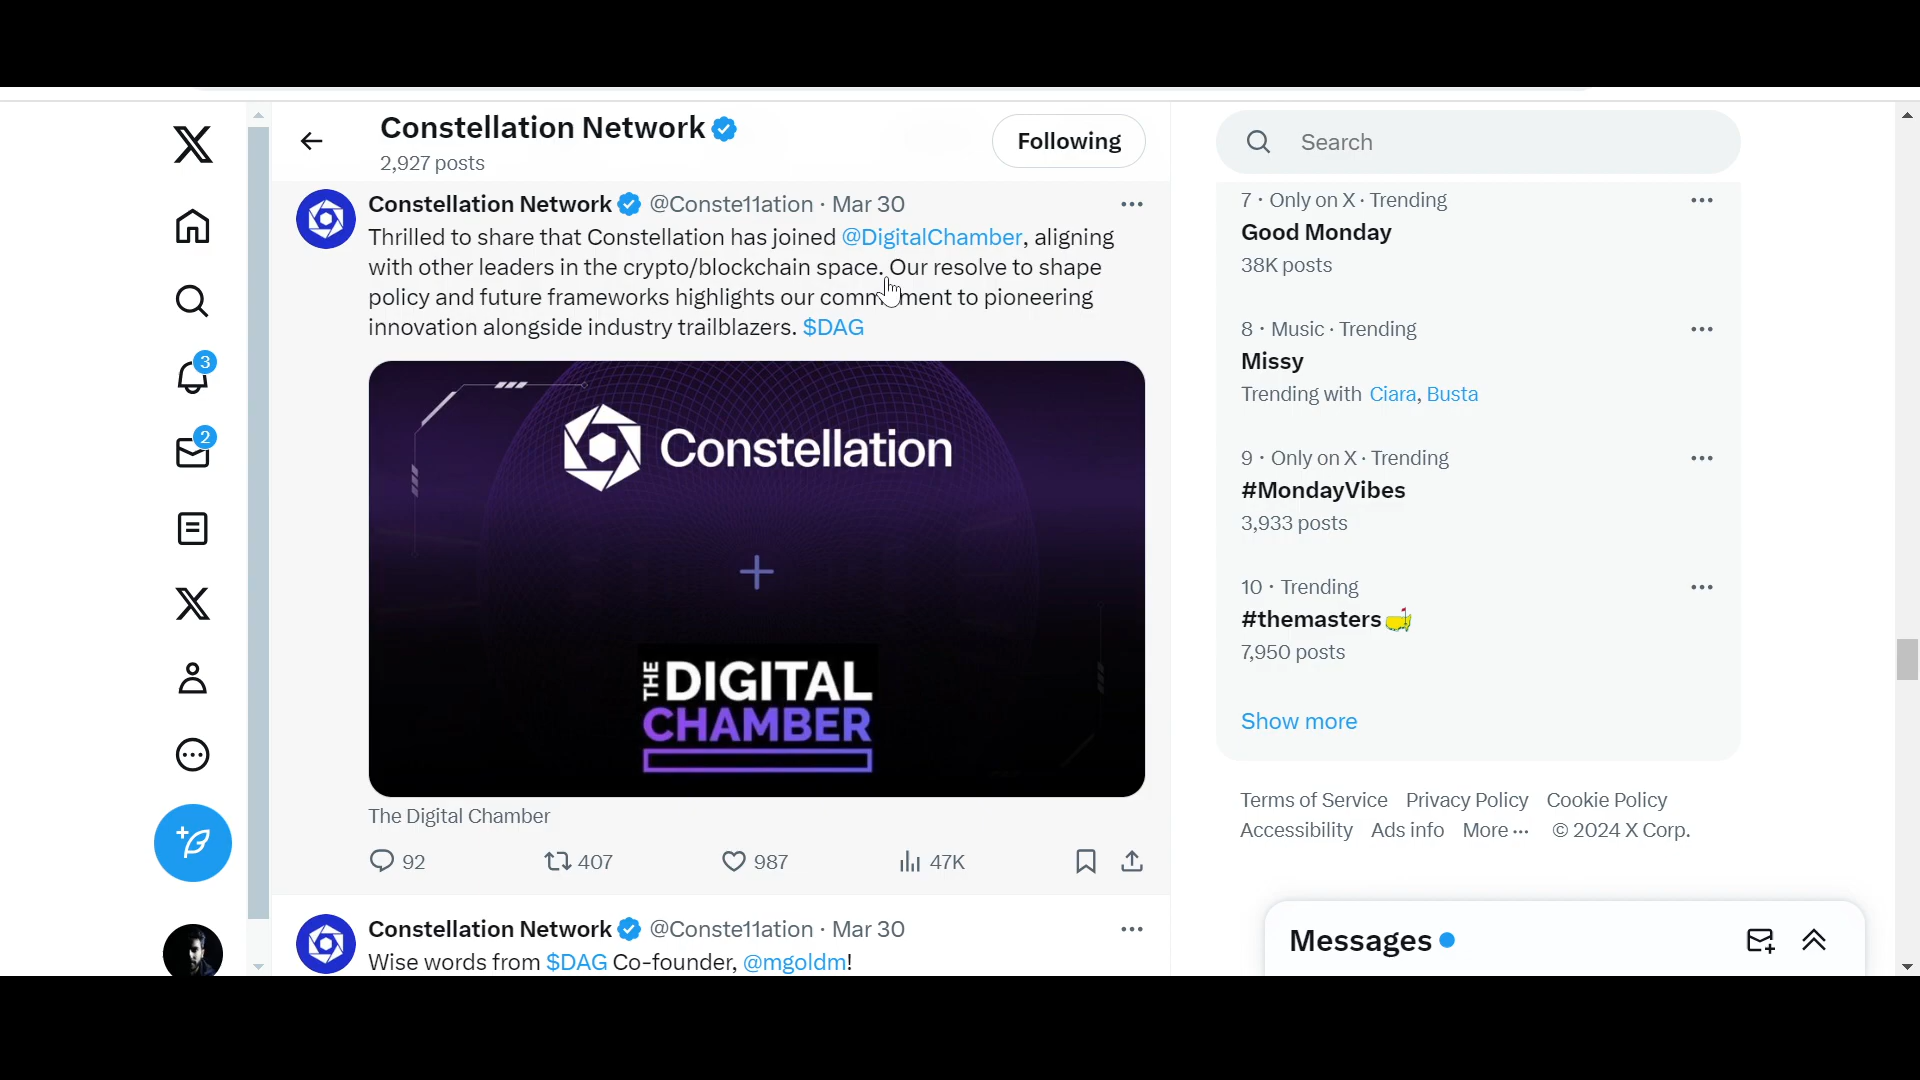 Constellation Network
2,927 posts
Following
Search
3
2
Constellation Network @Conste11ation · Mar 30
Thrilled to share that Constellation has joined @DigitalChamber, aligning
with other leaders in the crypto/blockchain space. Our resolve to shape
policy and future frameworks highlights our commitment to pioneering
innovation alongside industry trailblazers. $DAG
Constellation
+
THE DIGITAL
CHAMBER
The Digital Chamber
92 407 987 47K
Constellation Network @Conste11ation · Mar 30
Wise words from $DAG Co-founder, @mgoldm!
7 · Only on X · Trending
Good Monday
38K posts
8 · Music · Trending
Missy
Trending with Ciara, Busta
9 · Only on X · Trending
#MondayVibes
3,933 posts
10 · Trending
#themasters
7,950 posts
Show more
Terms of Service Privacy Policy Cookie Policy
Accessibility Ads info More ··· © 2024 X Corp.
Messages